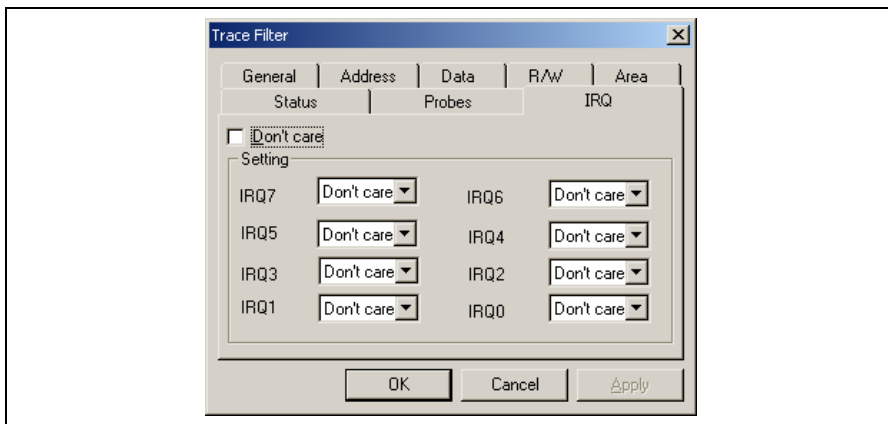 Trace Filter
General Address Data R/W Area
Status Probes IRQ
Don't care
Setting
IRQ7 Don't care IRQ6 Don't care
IRQ5 Don't care IRQ4 Don't care
IRQ3 Don't care IRQ2 Don't care
IRQ1 Don't care IRQ0 Don't care
OK Cancel Apply